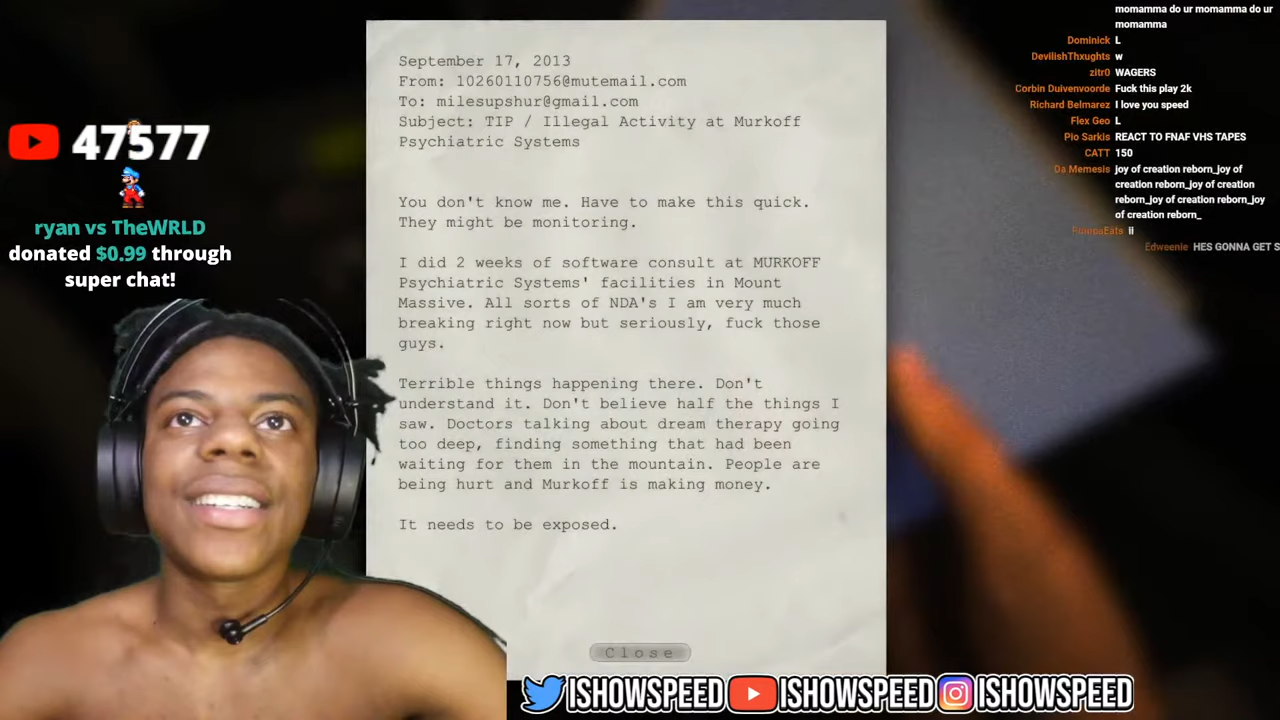 September 17, 2013
From: 10260110756@mutemail.com
To: milesupshur@gmail.com
Subject: TIP / Illegal Activity at Murkoff
Psychiatric Systems
You don't know me. Have to make this quick.
They might be monitoring.
I did 2 weeks of software consult at MURKOFF
Psychiatric Systems' facilities in Mount
Massive. All sorts of NDA's I am very much
breaking right now but seriously, fuck those
guys.
Terrible things happening there. Don't
understand it. Don't believe half the things I
saw. Doctors talking about dream therapy going
too deep, finding something that had been
waiting for them in the mountain. People are
being hurt and Murkoff is making money.
It needs to be exposed.
Close
47577
ryan vs TheWRLD
donated $0.99 through
super chat!
momamma do ur momamma do ur
momamma
Dominick L
DevilishThxughts w
zitr0 WAGERS
Corbin Duivenvoorde Fuck this play 2k
Richard Belmarez I love you speed
Flex Geo L
Pio Sarkis REACT TO FNAF VHS TAPES
CATT 150
Da Memesis joy of creation reborn_joy of
creation reborn_joy of creation
reborn_joy of creation reborn_joy
of creation reborn_
ii
Edweenie HES GONNA GET S
ISHOWSPEED ISHOWSPEED ISHOWSPEED